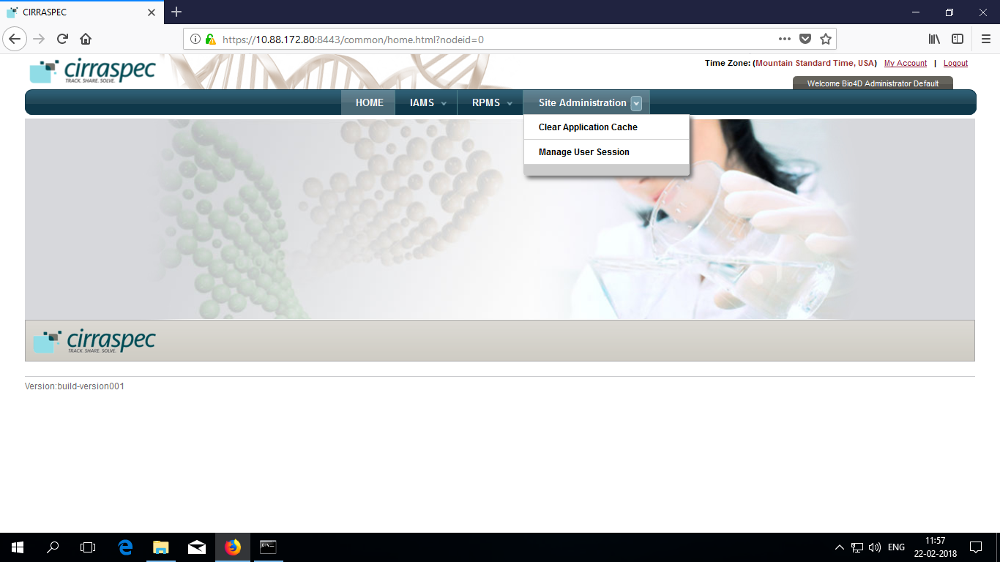 CIRRASPEC
https://10.88.172.80:8443/common/home.html?nodeid=0
cirraspec
TRACK. SHARE. SOLVE.
Time Zone: (Mountain Standard Time, USA) My Account | Logout
Welcome Bio4D Administrator Default
HOME IAMS RPMS Site Administration
Clear Application Cache
Manage User Session
cirraspec
TRACK. SHARE. SOLVE.
Version:build-version001
ENG
11:57
22-02-2018